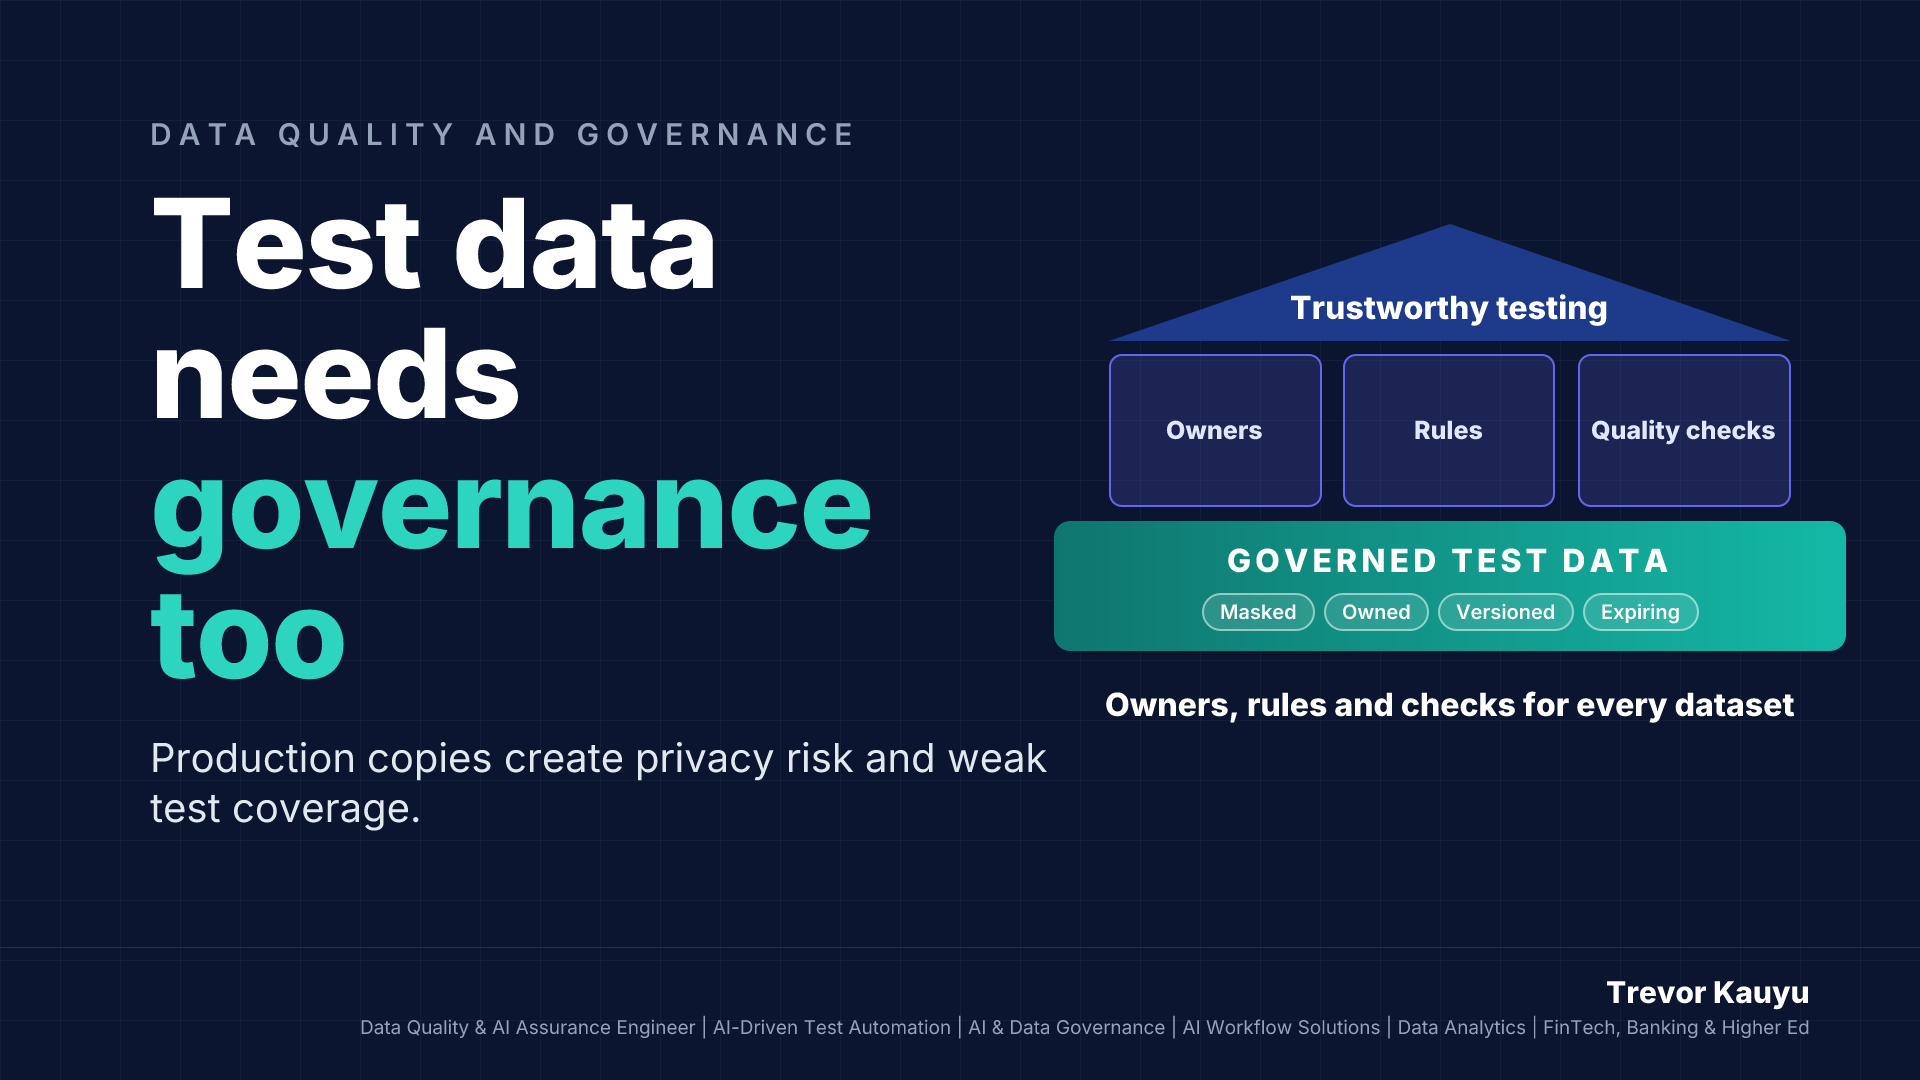 DATA QUALITY AND GOVERNANCE
Test data
needs
governance
too
Production copies create privacy risk and weak
test coverage.
Trustworthy testing
Owners
Rules
Quality checks
GOVERNED TEST DATA
Masked
Owned
Versioned
Expiring
Owners, rules and checks for every dataset
Trevor Kauyu
Data Quality & AI Assurance Engineer | AI-Driven Test Automation | AI & Data Governance | AI Workflow Solutions | Data Analytics | FinTech, Banking & Higher Ed